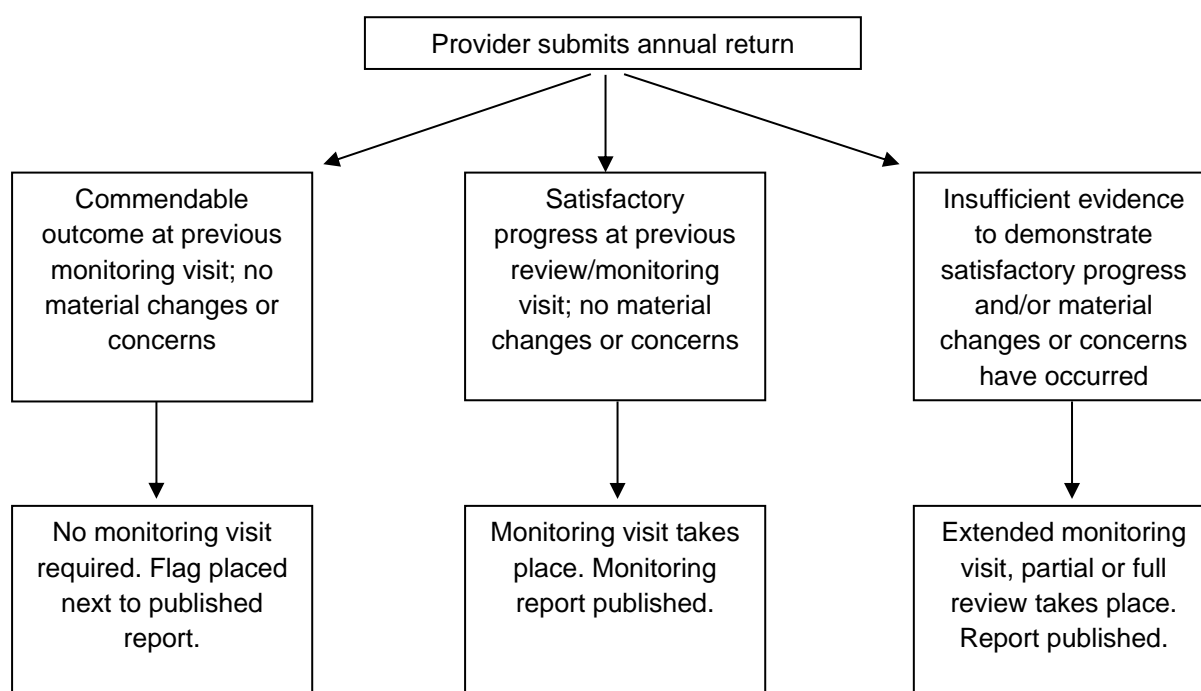 Provider submits annual return
Commendable
outcome at previous
monitoring visit; no
material changes or
concerns
Satisfactory
progress at previous
review/monitoring
visit; no material
changes or concerns
Insufficient evidence
to demonstrate
satisfactory progress
and/or material
changes or concerns
have occurred
No monitoring visit
required. Flag placed
next to published
report.
Monitoring visit takes
place. Monitoring
report published.
Extended monitoring
visit, partial or full
review takes place.
Report published.